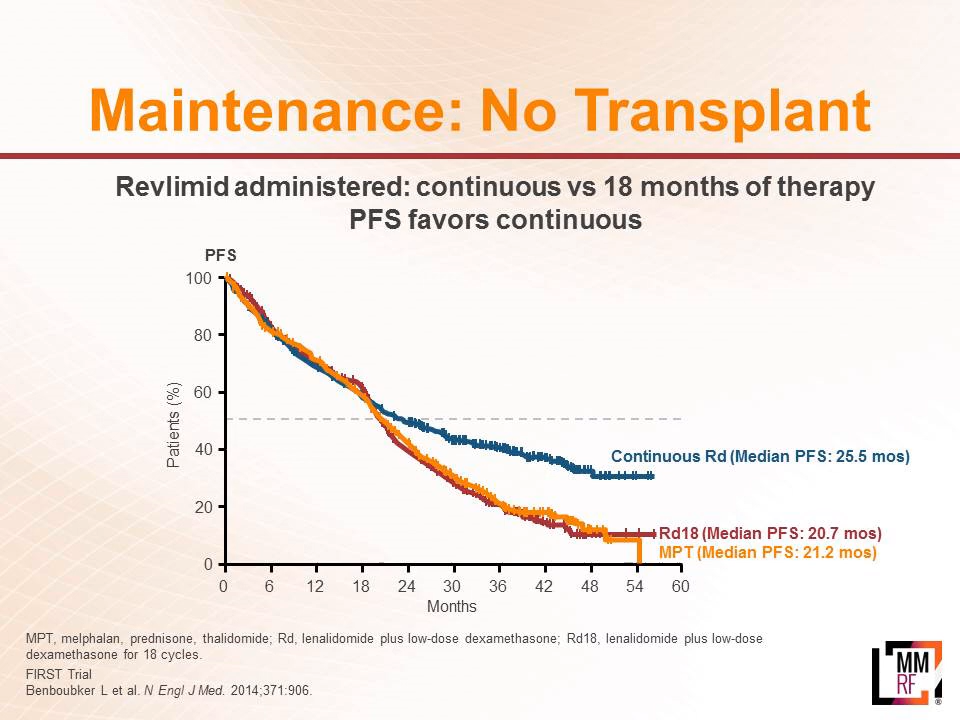 Maintenance: No Transplant
Revlimid administered: continuous vs 18 months of therapy
PFS favors continuous
PFS
100
80
60
40
20
0
Patients (%)
0 6 12 18 24 30 36 42 48 54 60
Months
Continuous Rd (Median PFS: 25.5 mos)
Rd18 (Median PFS: 20.7 mos)
MPT (Median PFS: 21.2 mos)
MPT, melphalan, prednisone, thalidomide; Rd, lenalidomide plus low-dose dexamethasone; Rd18, lenalidomide plus low-dose
dexamethasone for 18 cycles.
FIRST Trial
Benboubker L et al. N Engl J Med. 2014;371:906.
MM
RF
®